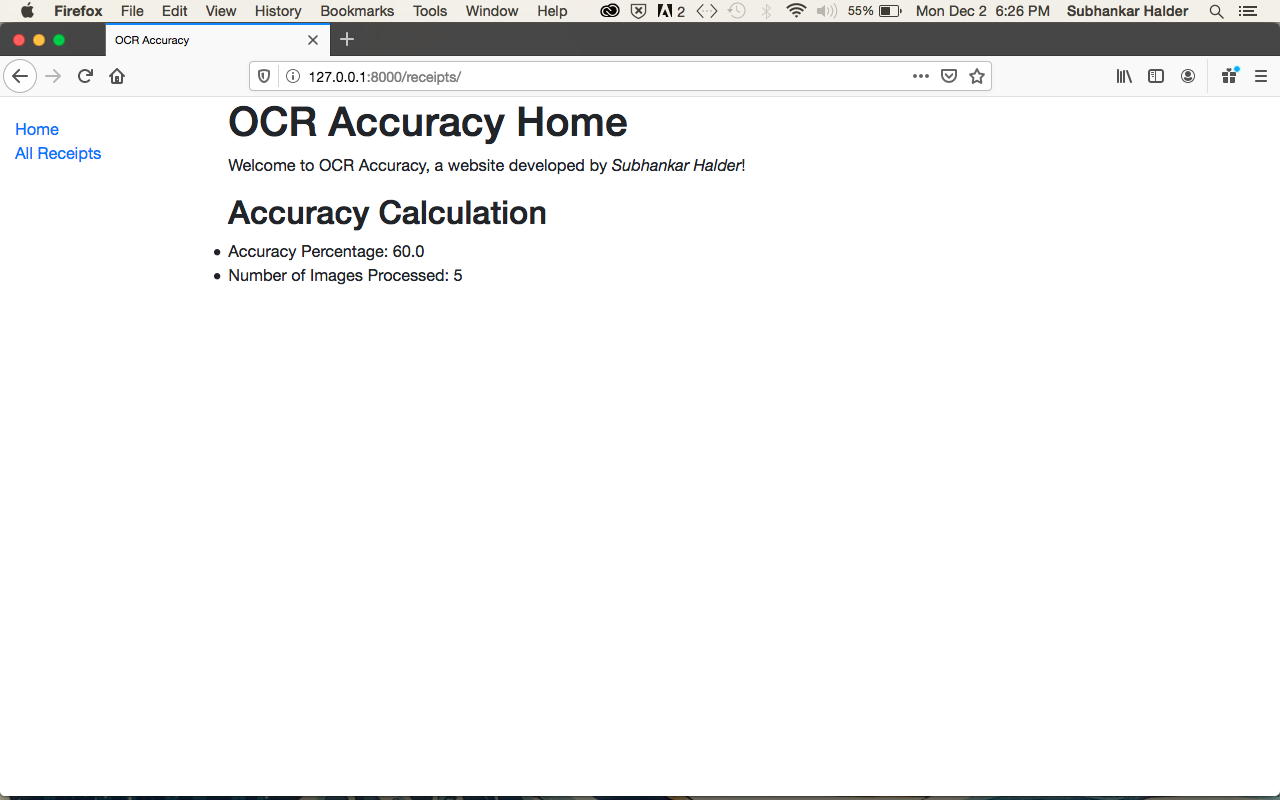 Firefox File Edit View History Bookmarks Tools Window Help 2 55% Mon Dec 2 6:26 PM Subhankar Halder
OCR Accuracy
127.0.0.1:8000/receipts/
Home
All Receipts
OCR Accuracy Home
Welcome to OCR Accuracy, a website developed by Subhankar Halder!
Accuracy Calculation
• Accuracy Percentage: 60.0
• Number of Images Processed: 5